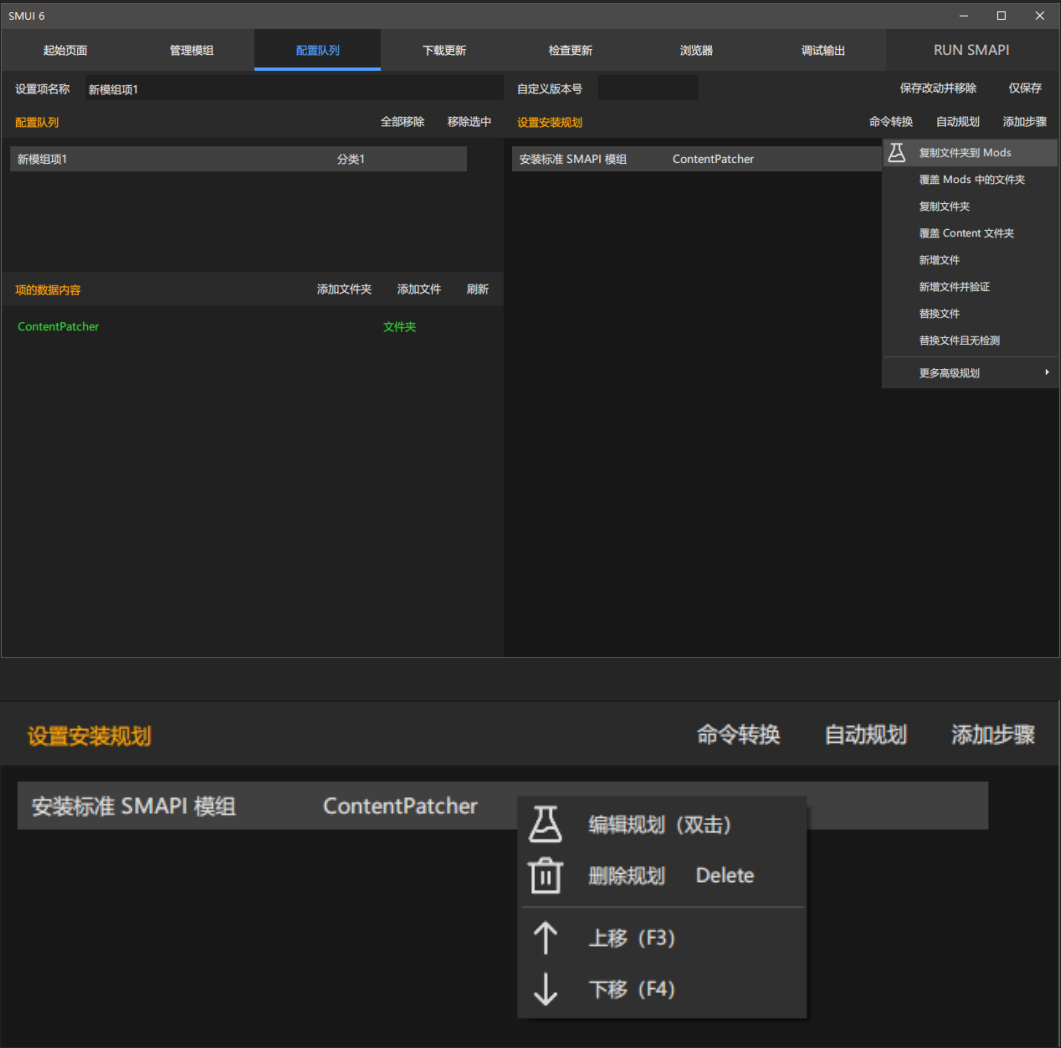 SMUI 6
起始页面 管理模组 配置队列 下载更新 检查更新 浏览器 调试输出 RUN SMAPI
设置项名称 新模组项1 自定义版本号 保存改动并移除 仅保存
配置队列 全部移除 移除选中 设置安装规划 命令转换 自动规划 添加步骤
新模组项1 分类1 安装标准 SMAPI 模组 ContentPatcher
复制文件夹到 Mods
覆盖 Mods 中的文件夹
复制文件夹
覆盖 Content 文件夹
新增文件
新增文件并验证
替换文件
替换文件且无检测
更多高级规划
项的数据内容 添加文件夹 添加文件 刷新
ContentPatcher 文件夹
设置安装规划 命令转换 自动规划 添加步骤
安装标准 SMAPI 模组 ContentPatcher
编辑规划（双击）
删除规划 Delete
上移（F3）
下移（F4）